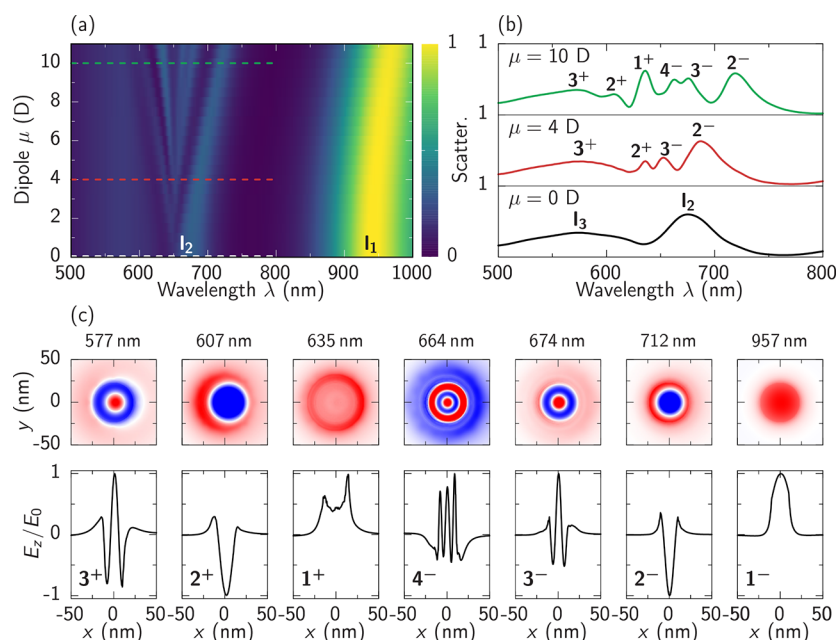 (a)
Dipole μ (D)
10
8
6
4
2
0
I₂
I₁
500 600 700 800 900 1000
Wavelength λ (nm)
1
Scatter.
0
(b)
1
μ = 10 D
3⁺ 2⁺ 1⁺ 4⁻ 3⁻ 2⁻
1
μ = 4 D
3⁺ 2⁺ 3⁻ 2⁻
1
μ = 0 D
I₃ I₂
500 600 700 800
Wavelength λ (nm)
(c)
577 nm 607 nm 635 nm 664 nm 674 nm 712 nm 957 nm
y (nm)
50
0
-50
E_z/E_0
1
0
-1
3⁺ 2⁺ 1⁺ 4⁻ 3⁻ 2⁻ 1⁻
-50 0 50 -50 0 50 -50 0 50 -50 0 50 -50 0 50 -50 0 50 -50 0 50
x (nm) x (nm) x (nm) x (nm) x (nm) x (nm) x (nm)